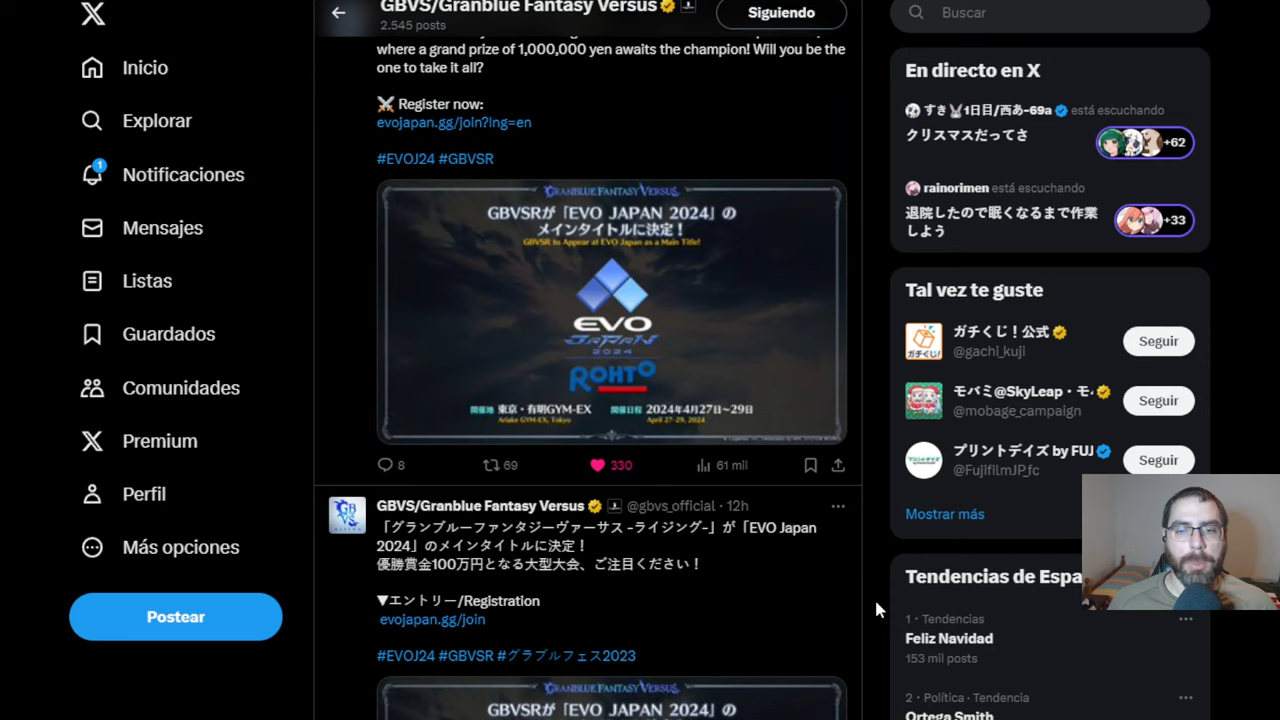 Inicio
Explorar
1
Notificaciones
Mensajes
Listas
Guardados
Comunidades
Premium
Perfil
Más opciones
Postear
GBVS/Granblue Fantasy Versus
2.545 posts
Siguiendo
where a grand prize of 1,000,000 yen awaits the champion! Will you be the
one to take it all?
⚔️ Register now:
evojapan.gg/join?lng=en
#EVOJ24 #GBVSR
GRANBLUE FANTASY VERSUS
GBVSRが「EVO JAPAN 2024」の
メインタイトルに決定！
GBVSR to Appear at EVO Japan as a Main Title!
EVO
JAPAN
2024
ROHTO
開催地 東京・有明GYM-EX 開催日程 2024年4月27日~29日
Ariake GYM-EX, Tokyo April 27-29, 2024
8 69 330 61 mil
GBVS/Granblue Fantasy Versus @gbvs_official · 12h
「グランブルーファンタジーヴァーサス -ライジング-」が「EVO Japan
2024」のメインタイトルに決定！
優勝賞金100万円となる大型大会、ご注目ください！
▼エントリー/Registration
evojapan.gg/join
#EVOJ24 #GBVSR #グラブルフェス2023
GRANBLUE FANTASY VERSUS
GBVSRが「EVO JAPAN 2024」の
Buscar
En directo en X
すき 1日目/西あ-69a está escuchando
クリスマスだってさ
+62
rainorimen está escuchando
退院したので眠くなるまで作業
しよう
+33
Tal vez te guste
ガチくじ！公式
@gachi_kuji
Seguir
モバミ@SkyLeap・モ
@mobage_campaign
Seguir
プリントデイズ by FUJ
@FujifilmJP_fc
Seguir
Mostrar más
Tendencias de Espa
1 · Tendencias
Feliz Navidad
153 mil posts
2 · Política · Tendencia
Ortega Smith